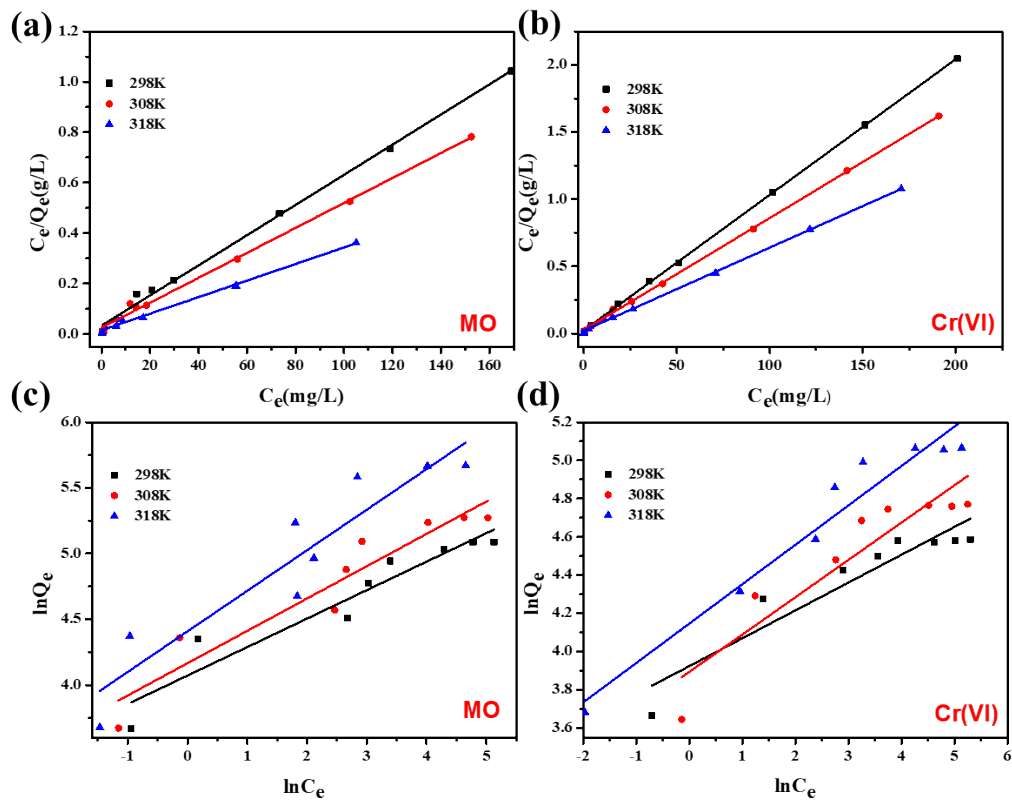 (a)
1.2
1.0
0.8
0.6
0.4
0.2
0.0
Ce/Qe(g/L)
298K
308K
318K
MO
0 20 40 60 80 100 120 140 160
Ce(mg/L)
(b)
2.0
1.5
1.0
0.5
0.0
Ce/Qe(g/L)
298K
308K
318K
Cr(VI)
0 50 100 150 200
Ce(mg/L)
(c)
6.0
5.5
5.0
4.5
4.0
lnQe
298K
308K
318K
MO
-1 0 1 2 3 4 5
lnCe
(d)
5.2
5.0
4.8
4.6
4.4
4.2
4.0
3.8
3.6
lnQe
298K
308K
318K
Cr(VI)
-2 -1 0 1 2 3 4 5 6
lnCe